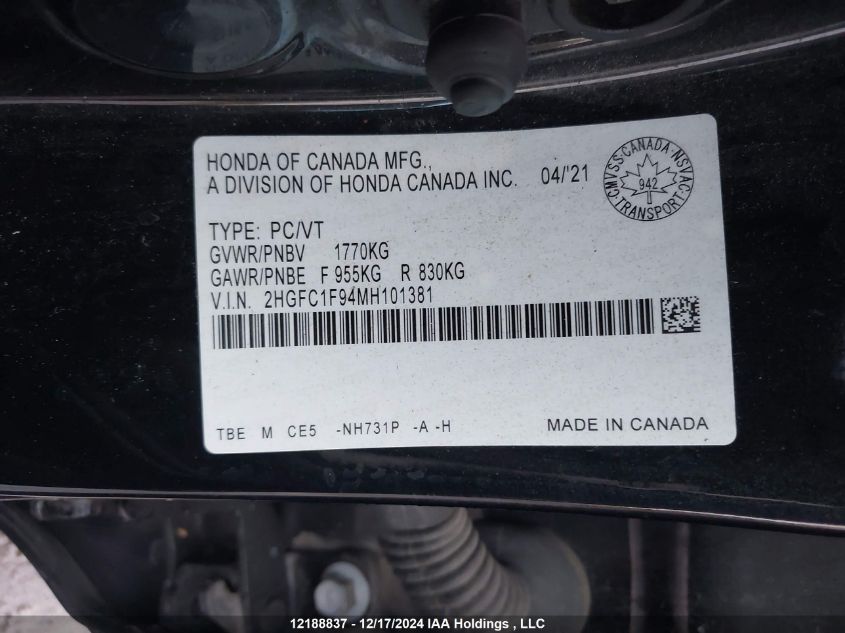 HONDA OF CANADA MFG.,
A DIVISION OF HONDA CANADA INC. 04/'21
CMVSS·CANADA·NSVAC
942
TRANSPORT
TYPE: PC/VT
GVWR/PNBV 1770KG
GAWR/PNBE F 955KG R 830KG
V.I.N. 2HGFC1F94MH101381
TBE M CE5 -NH731P -A -H MADE IN CANADA
12188837 - 12/17/2024 IAA Holdings , LLC